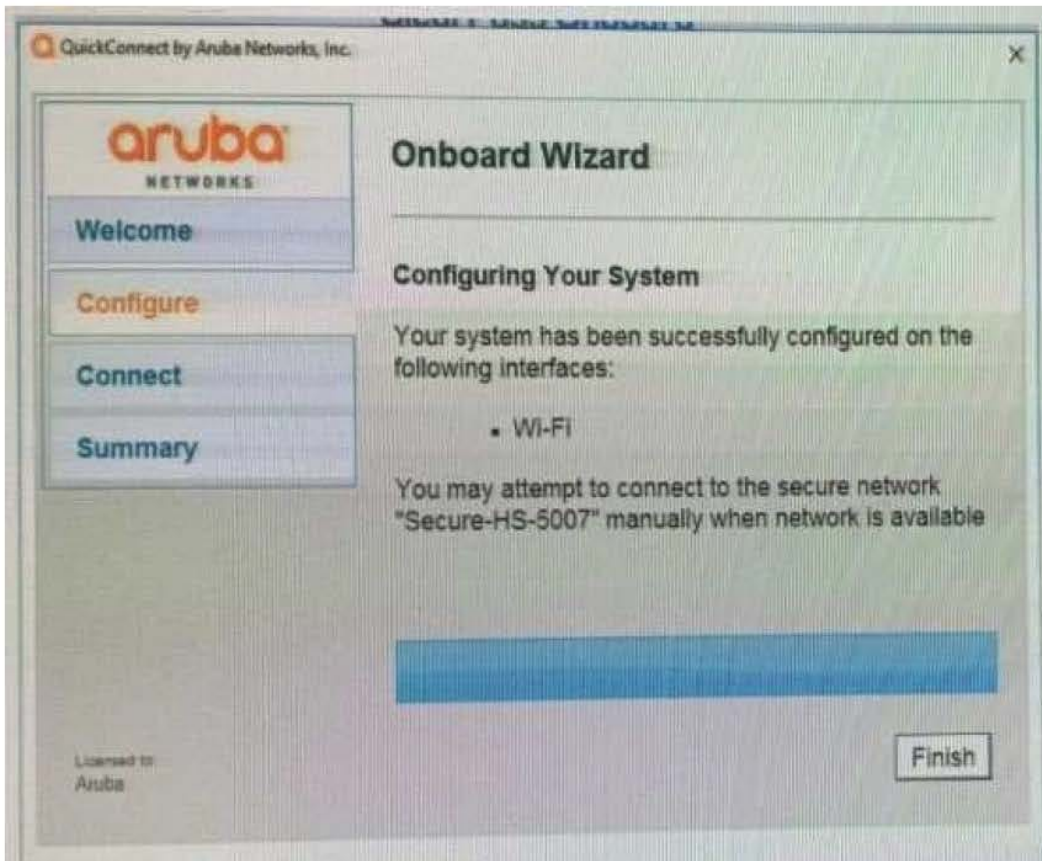 QuickConnect by Aruba Networks, Inc.
aruba
NETWORKS
Welcome
Configure
Connect
Summary
Onboard Wizard
Configuring Your System
Your system has been successfully configured on the
following interfaces:
• Wi-Fi
You may attempt to connect to the secure network
"Secure-HS-5007" manually when network is available
Licensed to:
Aruba
Finish